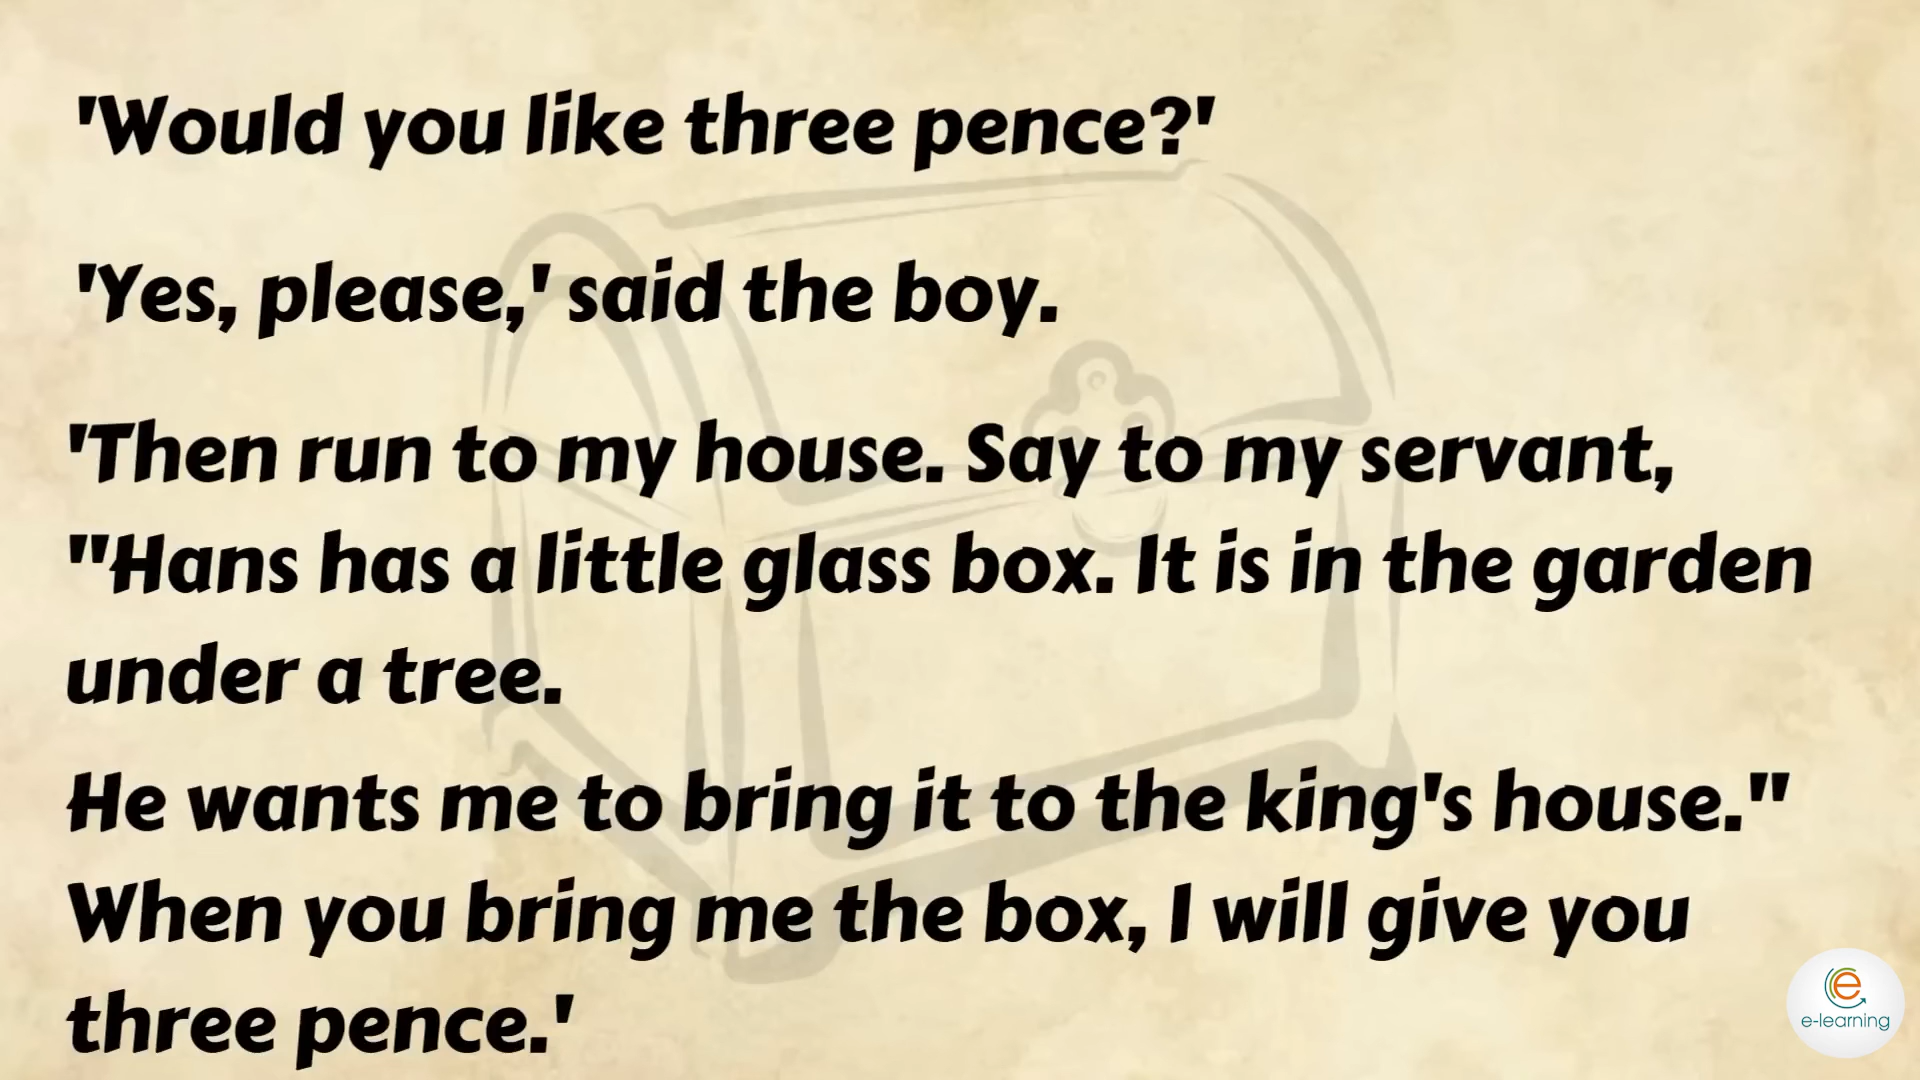 'Would you like three pence?'
'Yes, please,' said the boy.
'Then run to my house. Say to my servant,
"Hans has a little glass box. It is in the garden
under a tree.
He wants me to bring it to the king's house."
When you bring me the box, I will give you
three pence.'
e
e-learning